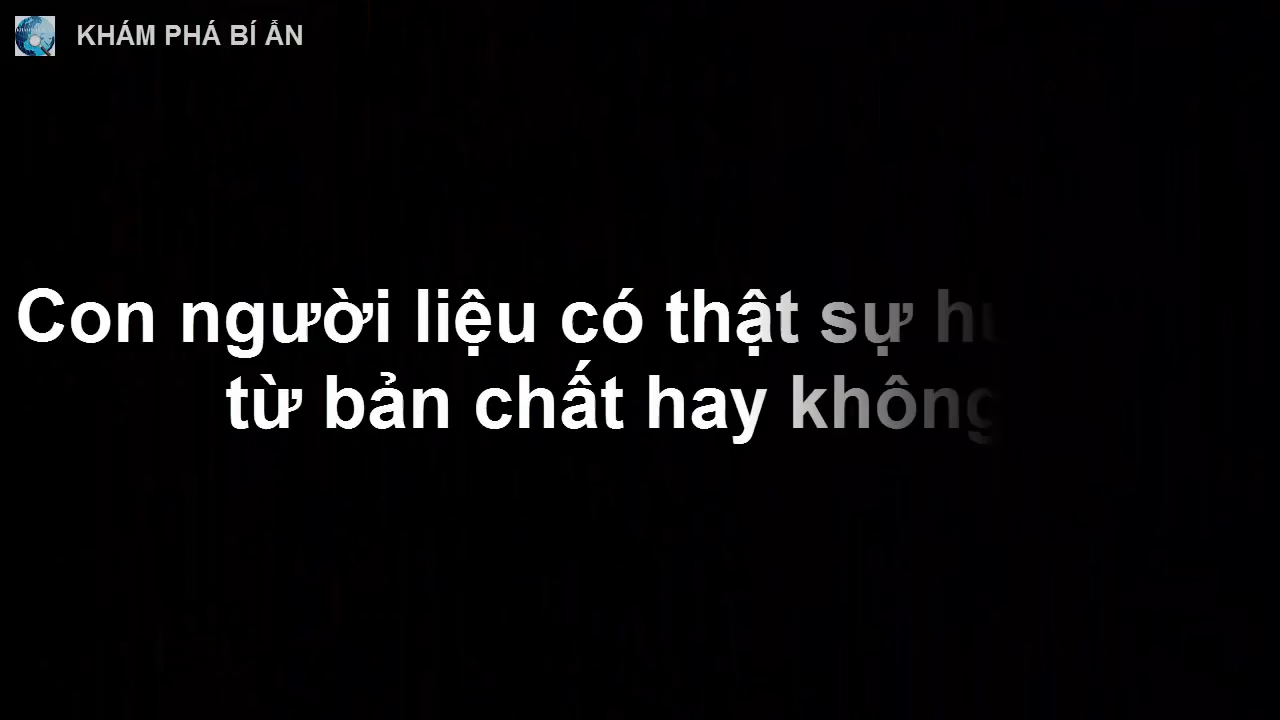 KHÁM PHÁ BÍ ẨN
Con người liệu có thật sự
từ bản chất hay không